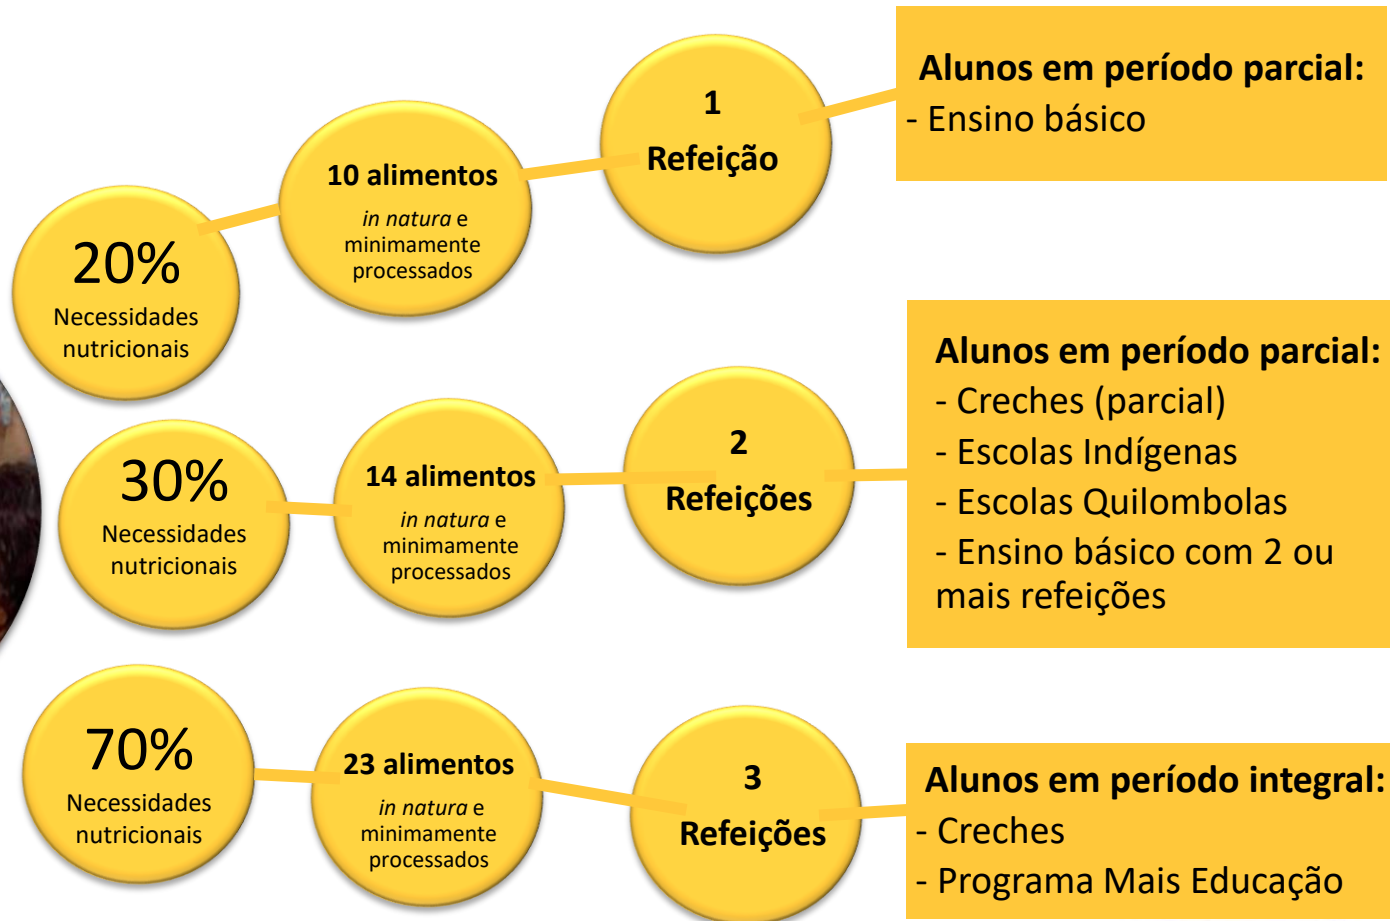 20%
Necessidades
nutricionais
10 alimentos
in natura e
minimamente
processados
1
Refeição
Alunos em período parcial:
- Ensino básico
30%
Necessidades
nutricionais
14 alimentos
in natura e
minimamente
processados
2
Refeições
Alunos em período parcial:
- Creches (parcial)
- Escolas Indígenas
- Escolas Quilombolas
- Ensino básico com 2 ou
mais refeições
70%
Necessidades
nutricionais
23 alimentos
in natura e
minimamente
processados
3
Refeições
Alunos em período integral:
- Creches
- Programa Mais Educação